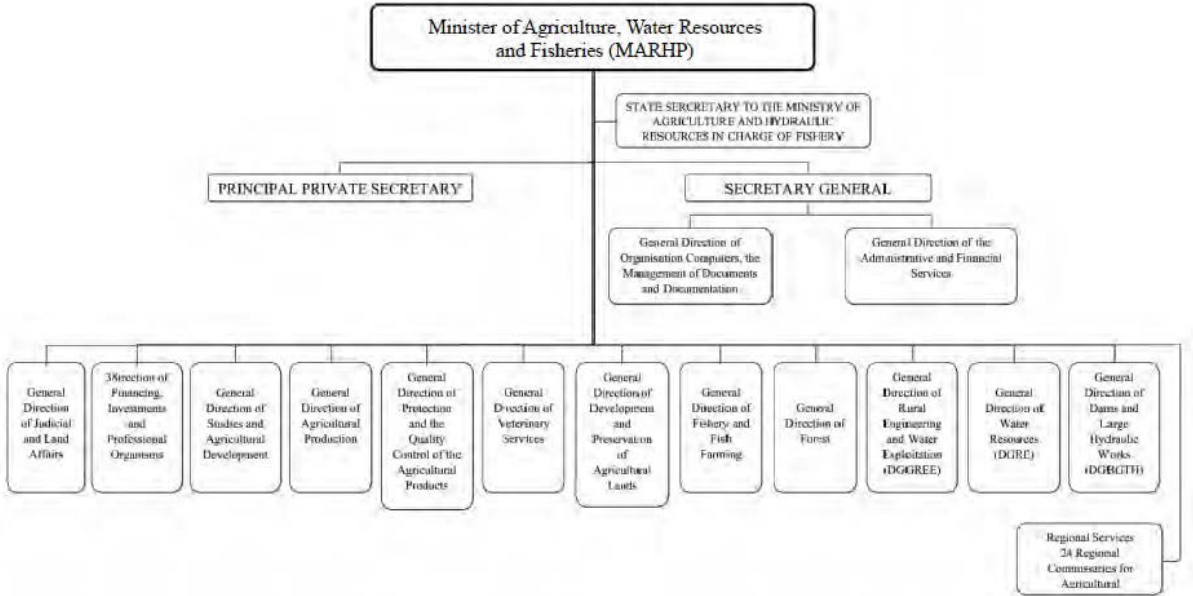 Minister of Agriculture, Water Resources
and Fisheries (MARHP)
STATE SERCRETARY TO THE MINISTRY OF
AGRICULTURE AND HYDRAULIC
RESOURCES IN CHARGE OF FISHERY
PRINCIPAL PRIVATE SECRETARY
SECRETARY GENERAL
General Direction of
Organisation Computers, the
Management of Documents
and Documentation
General Direction of the
Administrative and Financial
Services
General
Direction
of Judicial
and Land
Affairs
38irection of
Financing,
Investments
and
Professional
Organisms
General
Direction of
Studies and
Agricultural
Development
General
Direction of
Agricultural
Production
General
Direction of
Protection
and the
Quality
Control of the
Agricultural
Products
General
Direction of
Veterinary
Services
General
Direction of
Development
and
Preservation
of
Agricultural
Lands
General
Direction of
Fishery and
Fish
Farming
General
Direction of
Forest
General
Direction of
Rural
Engineering
and Water
Exploitation
(DGGREE)
General
Direction of
Water
Resources
(DGRE)
General
Direction of
Dams and
Large
Hydraulic
Works
(DGBGTH)
Regional Services
24 Regional
Commissaries for
Agricultural